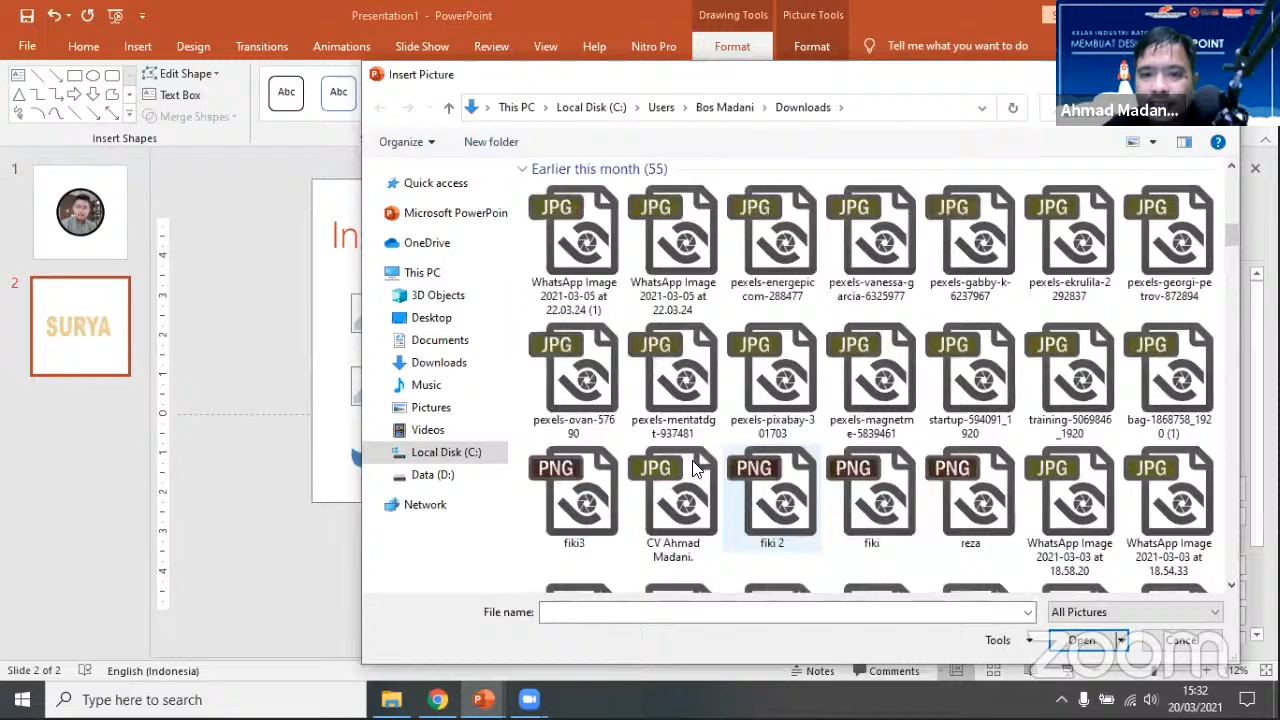 Presentation1 - PowerPoint
Drawing Tools
Picture Tools
File
Home
Insert
Design
Transitions
Animations
Slide Show
Review
View
Help
Nitro Pro
Format
Format
Tell me what you want to do
MEMBUAT DES
POINT
Ahmad Madan...
Edit Shape
Text Box
Merge Shapes
Insert Shapes
Abc
Abc
Insert Picture
This PC
Local Disk (C:)
Users
Bos Madani
Downloads
Organize
New folder
1
2
SURYA
In
Quick access
Microsoft PowerPoin
OneDrive
This PC
3D Objects
Desktop
Documents
Downloads
Music
Pictures
Videos
Local Disk (C:)
Data (D:)
Network
Earlier this month (55)
JPG
JPG
JPG
JPG
JPG
JPG
JPG
WhatsApp Image
2021-03-05 at
22.03.24 (1)
WhatsApp Image
2021-03-05 at
22.03.24
pexels-energepic
com-288477
pexels-vanessa-g
arcia-6325977
pexels-gabby-k-
6237967
pexels-ekrulila-2
292837
pexels-georgi-pe
trov-872894
JPG
JPG
JPG
JPG
JPG
JPG
JPG
pexels-ovan-576
90
pexels-mentatdg
t-937481
pexels-pixabay-3
01703
pexels-magnetm
e-5839461
startup-594091_1
920
training-5069846
_1920
bag-1868758_192
0 (1)
PNG
JPG
PNG
PNG
PNG
JPG
JPG
fiki3
CV Ahmad
Madani.
fiki 2
fiki
reza
WhatsApp Image
2021-03-03 at
18.58.20
WhatsApp Image
2021-03-03 at
18.54.33
File name:
All Pictures
Tools
Open
Cancel
zoom
Slide 2 of 2
English (Indonesia)
Notes
Comments
12%
Type here to search
15:32
20/03/2021